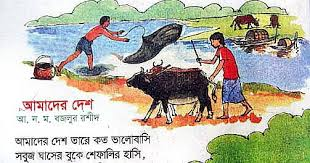 আমাদের দেশ
আ. ন. ম. বজলুর রশিদ
আমাদের দেশ তারে কত ভালোবাসি
সবুজ ঘাসের বুকে শেফালির হাসি,